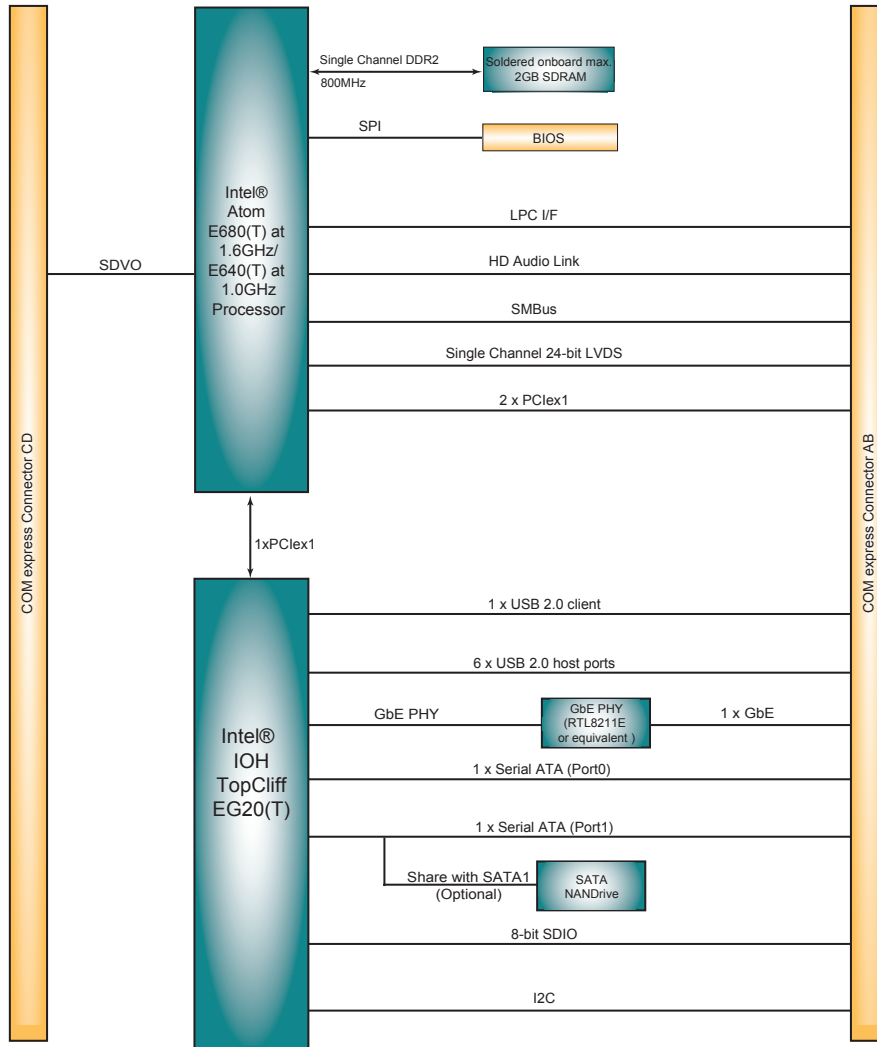 Single Channel DDR2
800MHz
Soldered onboard max.
2GB SDRAM
SPI
BIOS
Intel®
Atom
E680(T) at
1.6GHz/
E640(T) at
1.0GHz
Processor
SDVO
LPC I/F
HD Audio Link
SMBus
Single Channel 24-bit LVDS
2 x PCIex1
COM express Connector CD
COM express Connector AB
1xPCIex1
Intel®
IOH
TopCliff
EG20(T)
1 x USB 2.0 client
6 x USB 2.0 host ports
GbE PHY
GbE PHY
(RTL8211E
or equivalent )
1 x GbE
1 x Serial ATA (Port0)
1 x Serial ATA (Port1)
Share with SATA1
(Optional)
SATA
NANDrive
8-bit SDIO
I2C